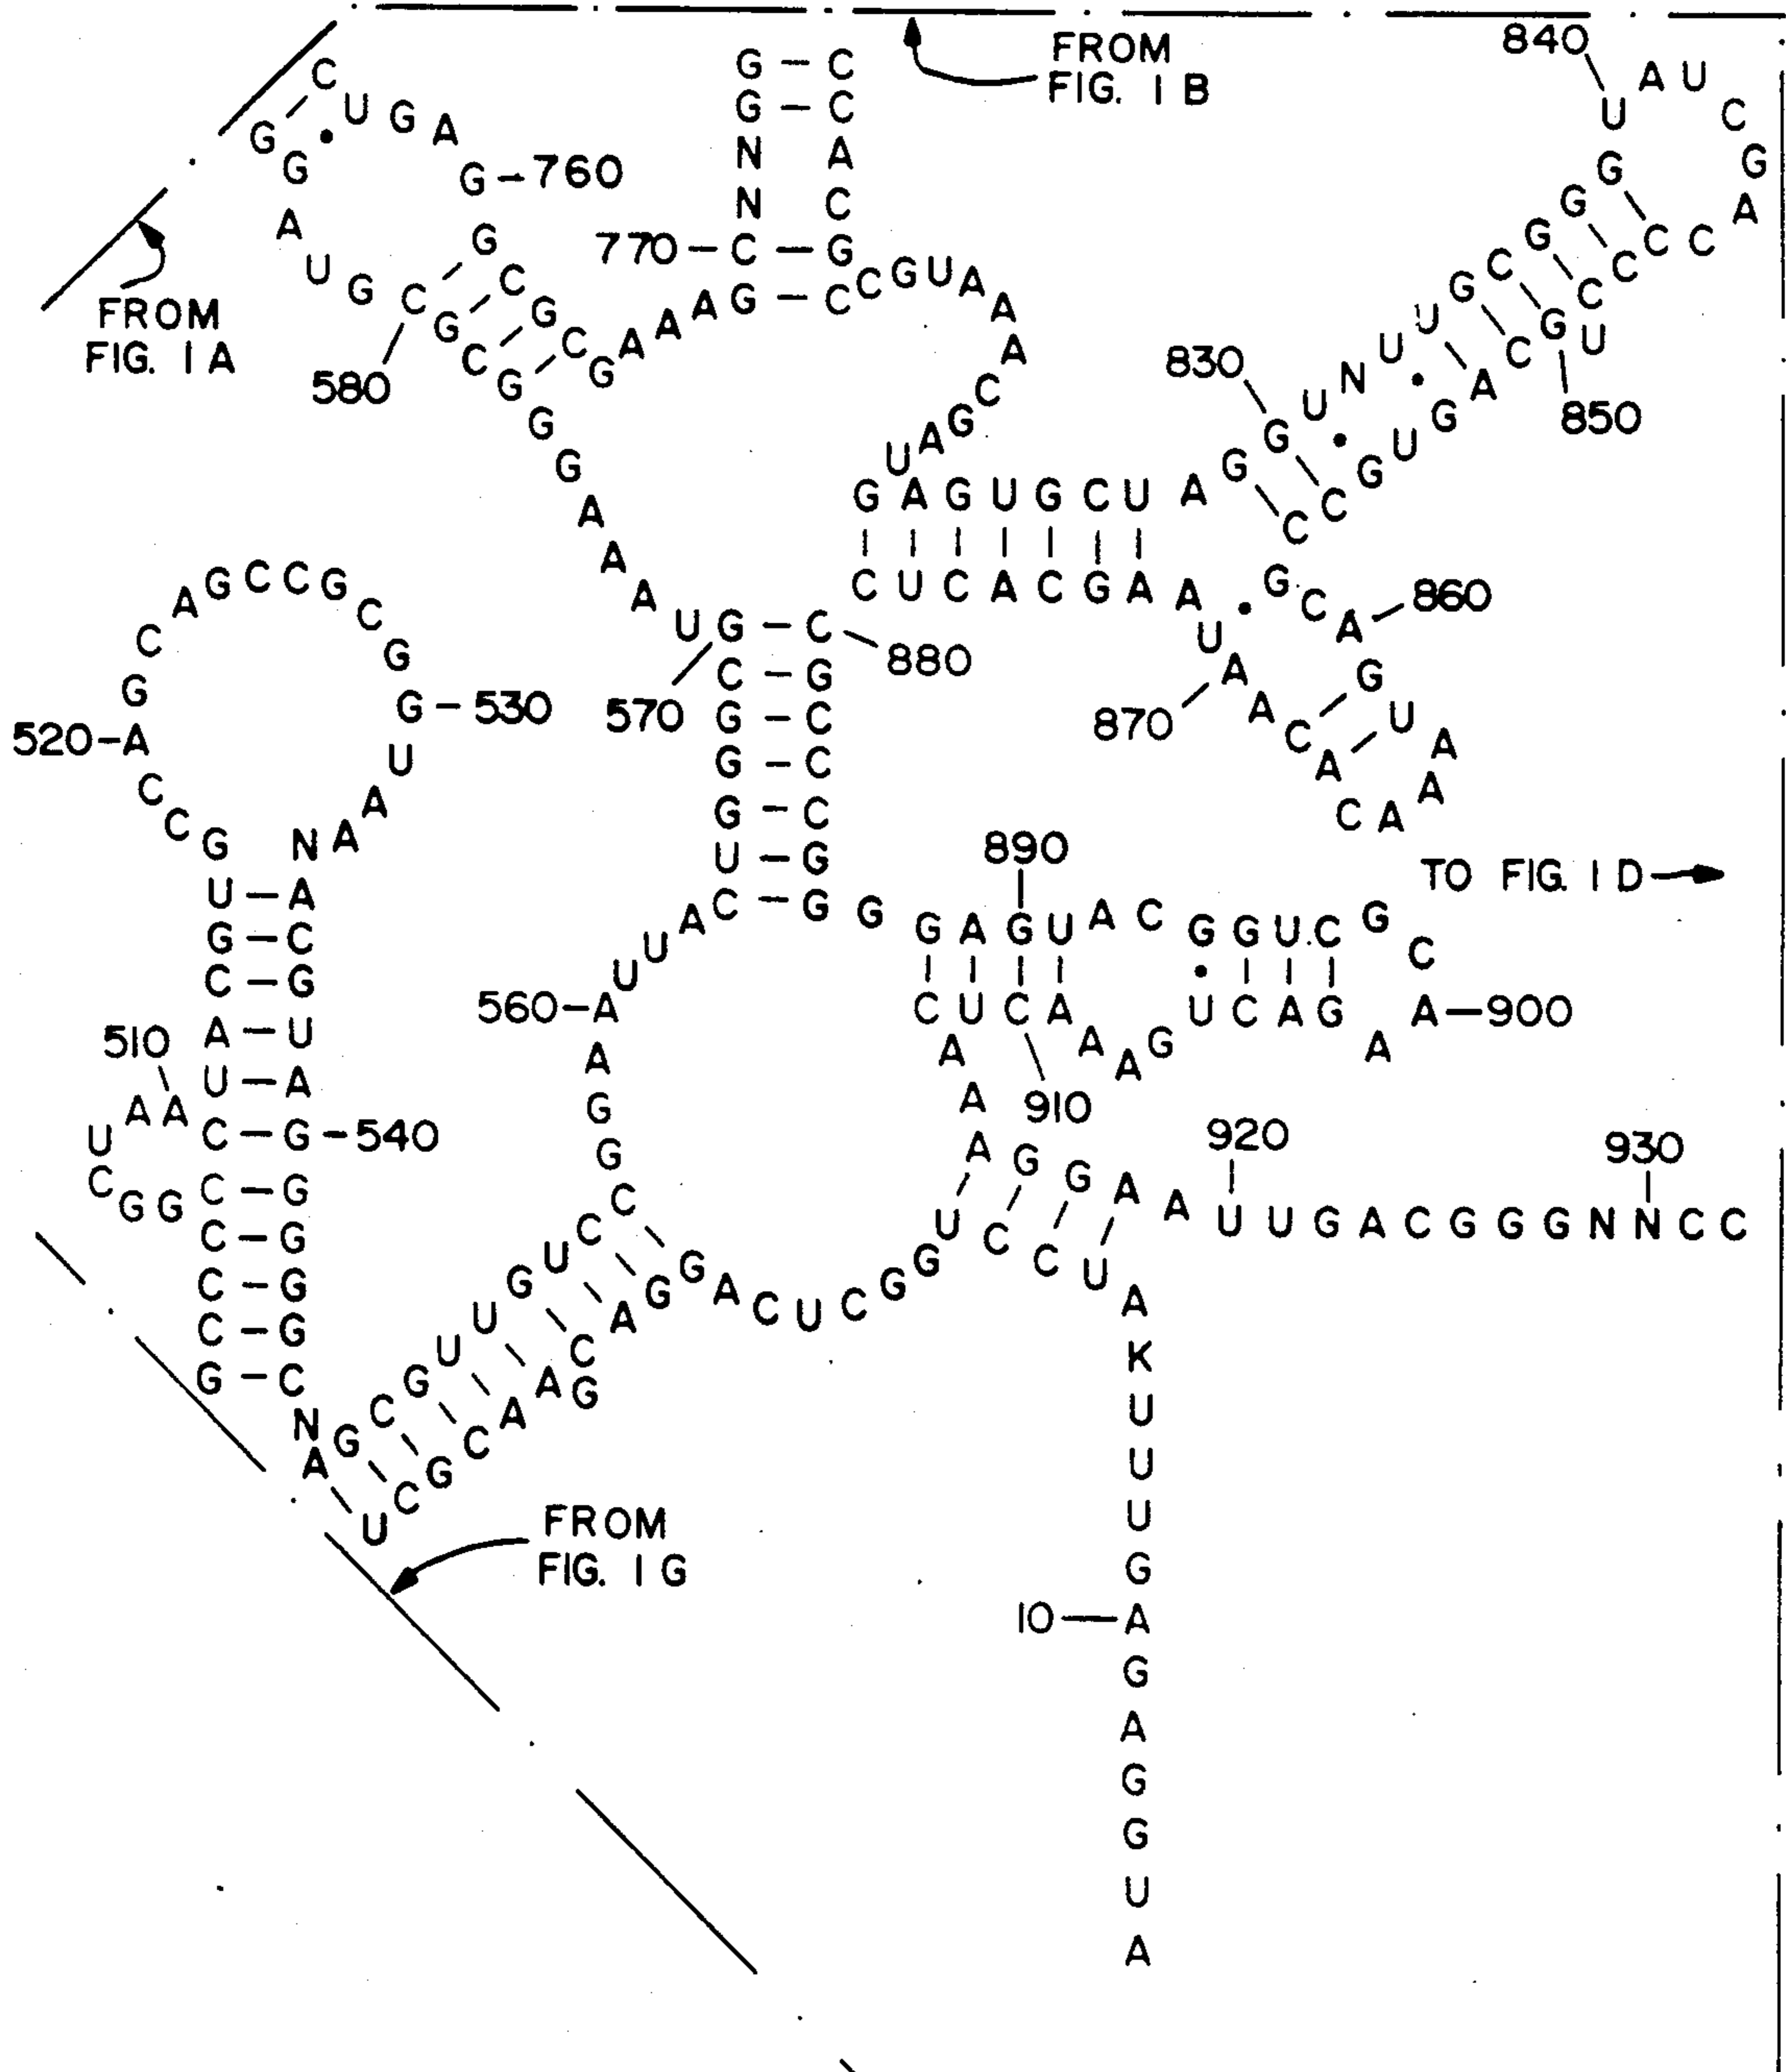 840
FROM
FIG. 1 B
G – C
G – C
N A
N C
770 – C – G
G – C
C U G A G – 760
G G A U G C G C G G G A A A U
580
G C G C G A A A
FROM
FIG. 1 A
C G U A A A C G A U
G A G U G C U A G G U N U U G C G G G U
A U C G A C C C C U G C A G U G C C
830
850
C U C A C G A A U A A C A C A A A U G A C G
860
870
880
U G – C
C – G
G – C
G – C
G – C
U – G
A C – G G
570
A G C C G C G G – 530
U A A N
C
G
520 – A
C C G
U – A
G – C
C – G
A – U
510
U – A
A A C – G – 540
U
C G G C – G
C – G
C – G
C – G
G – C
N
A
U
890
TO FIG. 1 D
G A G U A C G G U C G C A – 900
C U C A A A G U C A G A
910
560 – A U U
A
G
G
C C U G U U G C G
U C G C A A G C A G G A C U C G G U C C U A
A A A G G A A U U G A C G G G N N C C
920
930
K
U
U
U
G
10 – A
G
A
G
G
U
A
FROM
FIG. 1 G